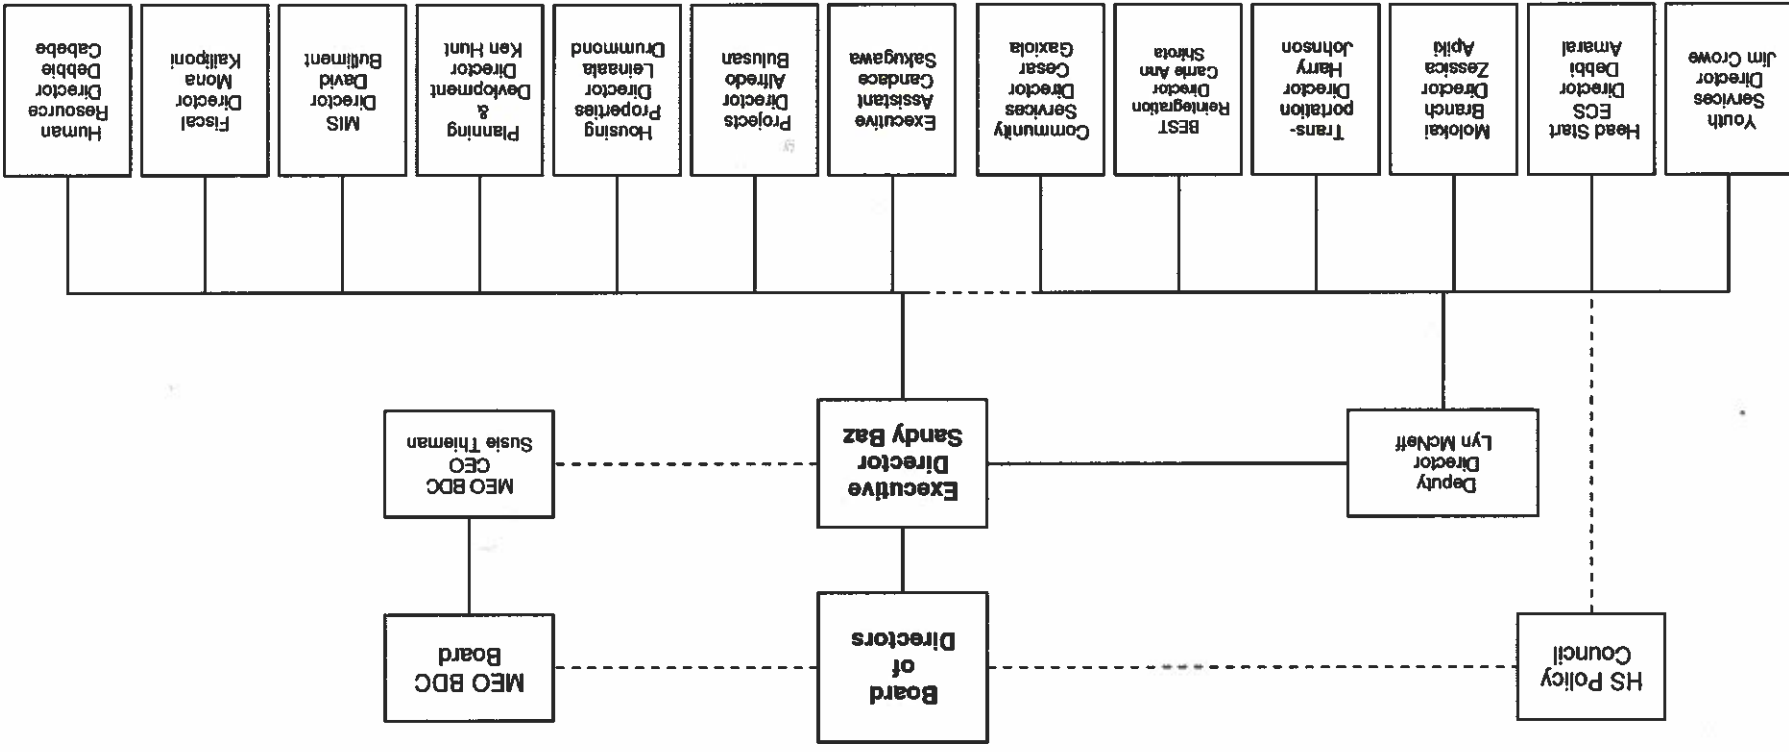 HS Policy
Council
Board
of
Directors
MEO BDC
Board
Deputy
Director
Lyn McNeff
Executive
Director
Sandy Baz
MEO BDC
CEO
Susie Thieman
Youth
Services
Director
Jim Crowe
Head Start
ECS
Director
Debbi
Amaral
Molokai
Branch
Director
Zessica
Apiki
Trans-
portation
Director
Harry
Johnson
BEST
Reintegration
Director
Carrie Ann
Shirota
Community
Services
Director
Cesar
Gaxiola
Executive
Assistant
Candace
Sakugawa
Projects
Director
Alfredo
Bulusan
Housing
Properties
Director
Leinaala
Drummond
Planning
&
Devlopment
Director
Ken Hunt
MIS
Director
David
Bulliment
Fiscal
Director
Mona
Kailiponi
Human
Resource
Director
Debbie
Cabebe